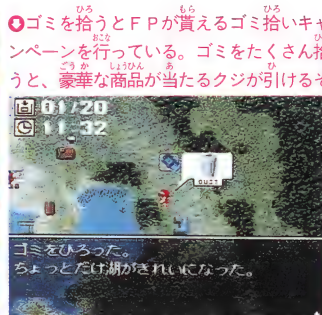 ➲ゴミを拾うとＦＰが貰えるゴミ拾いキャ
ンペーンを行っている。ゴミをたくさん拾
うと、豪華な商品が当たるクジが引けるそ
01/20
11:32
ゴミをひろった。
ちょっとだけ湖がきれいになった。